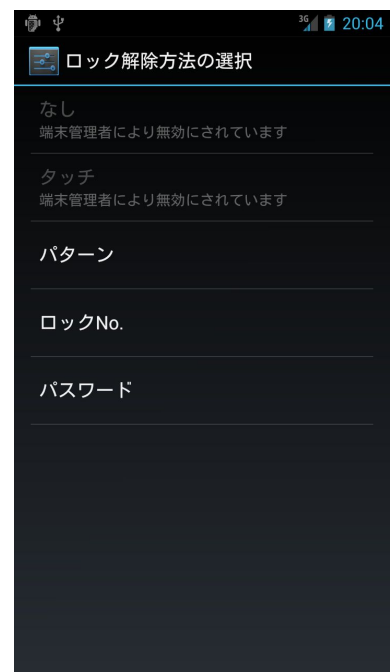 3G 20:04
ロック解除方法の選択
なし
端末管理者により無効にされています
タッチ
端末管理者により無効にされています
パターン
ロックNo.
パスワード